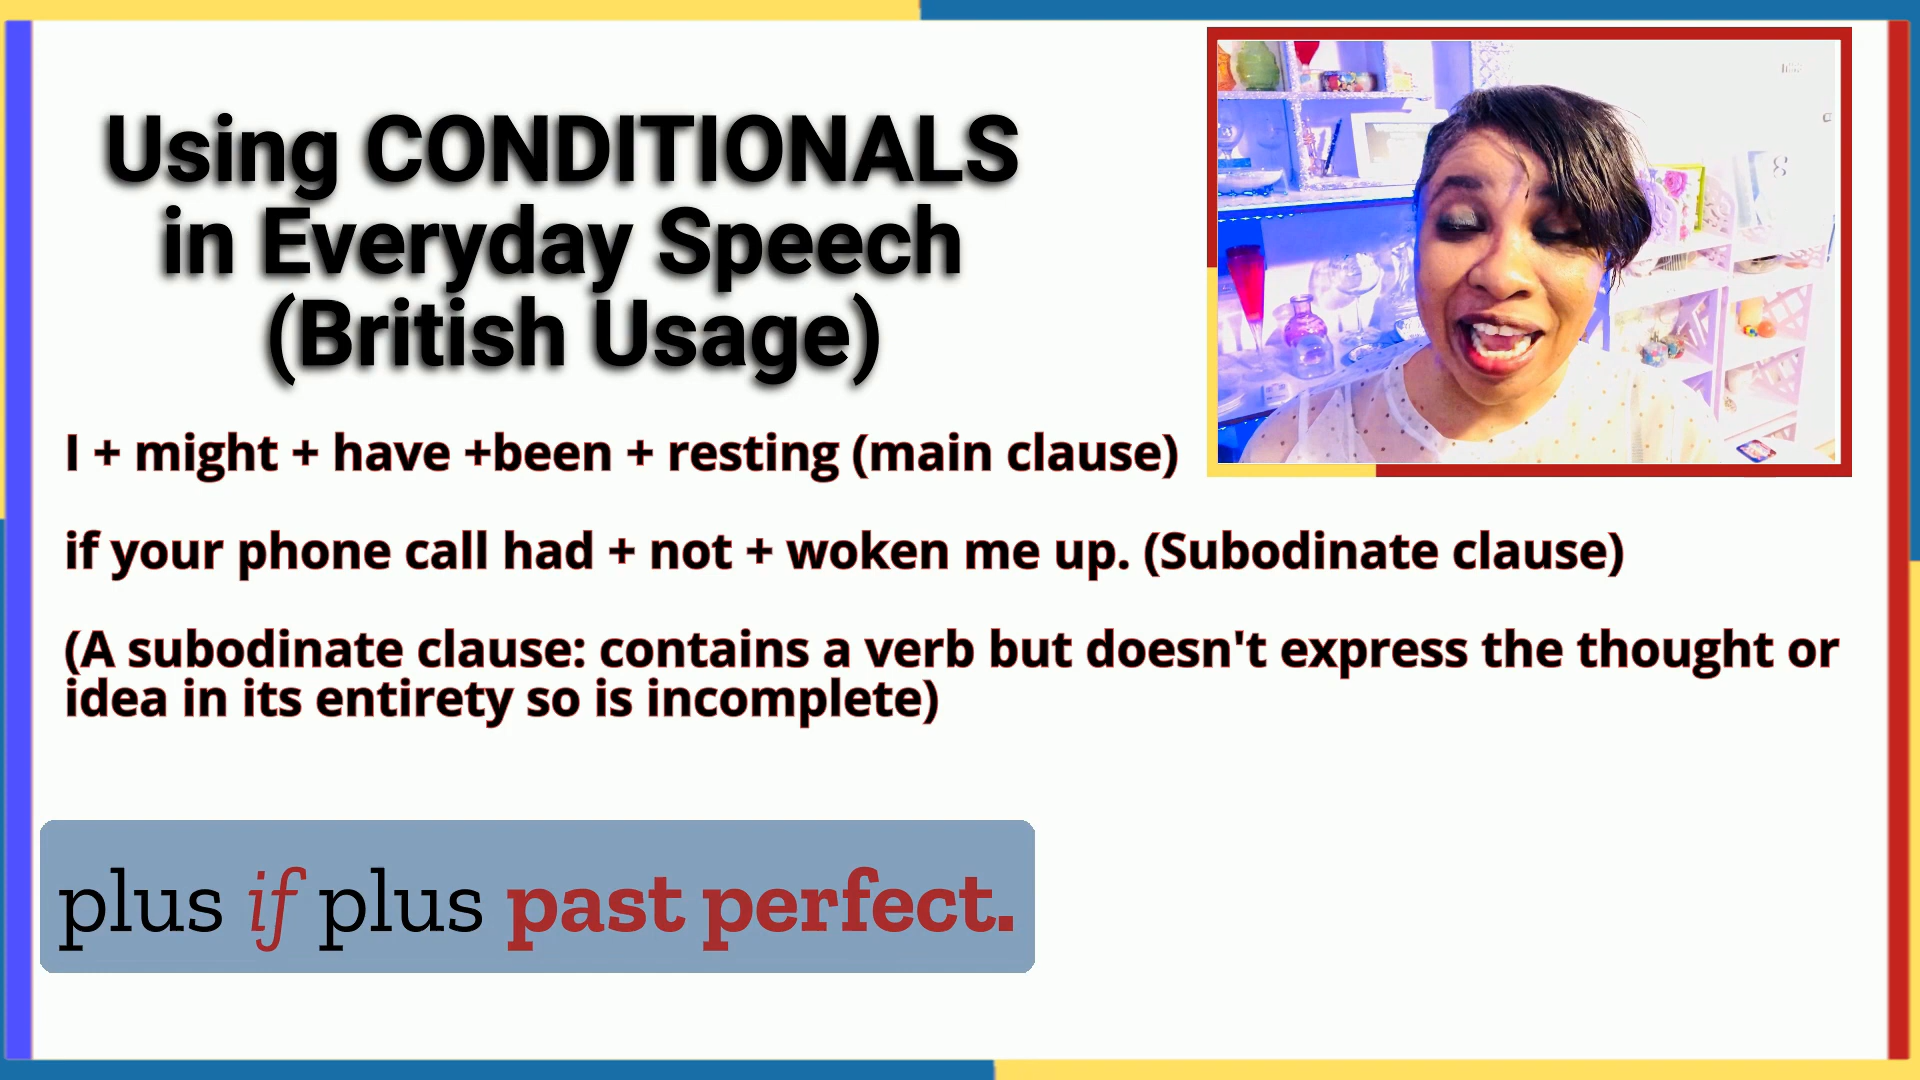 Using CONDITIONALS
in Everyday Speech
(British Usage)
I + might + have +been + resting (main clause)
if your phone call had + not + woken me up. (Subodinate clause)
(A subodinate clause: contains a verb but doesn't express the thought or
idea in its entirety so is incomplete)
plus if plus past perfect.